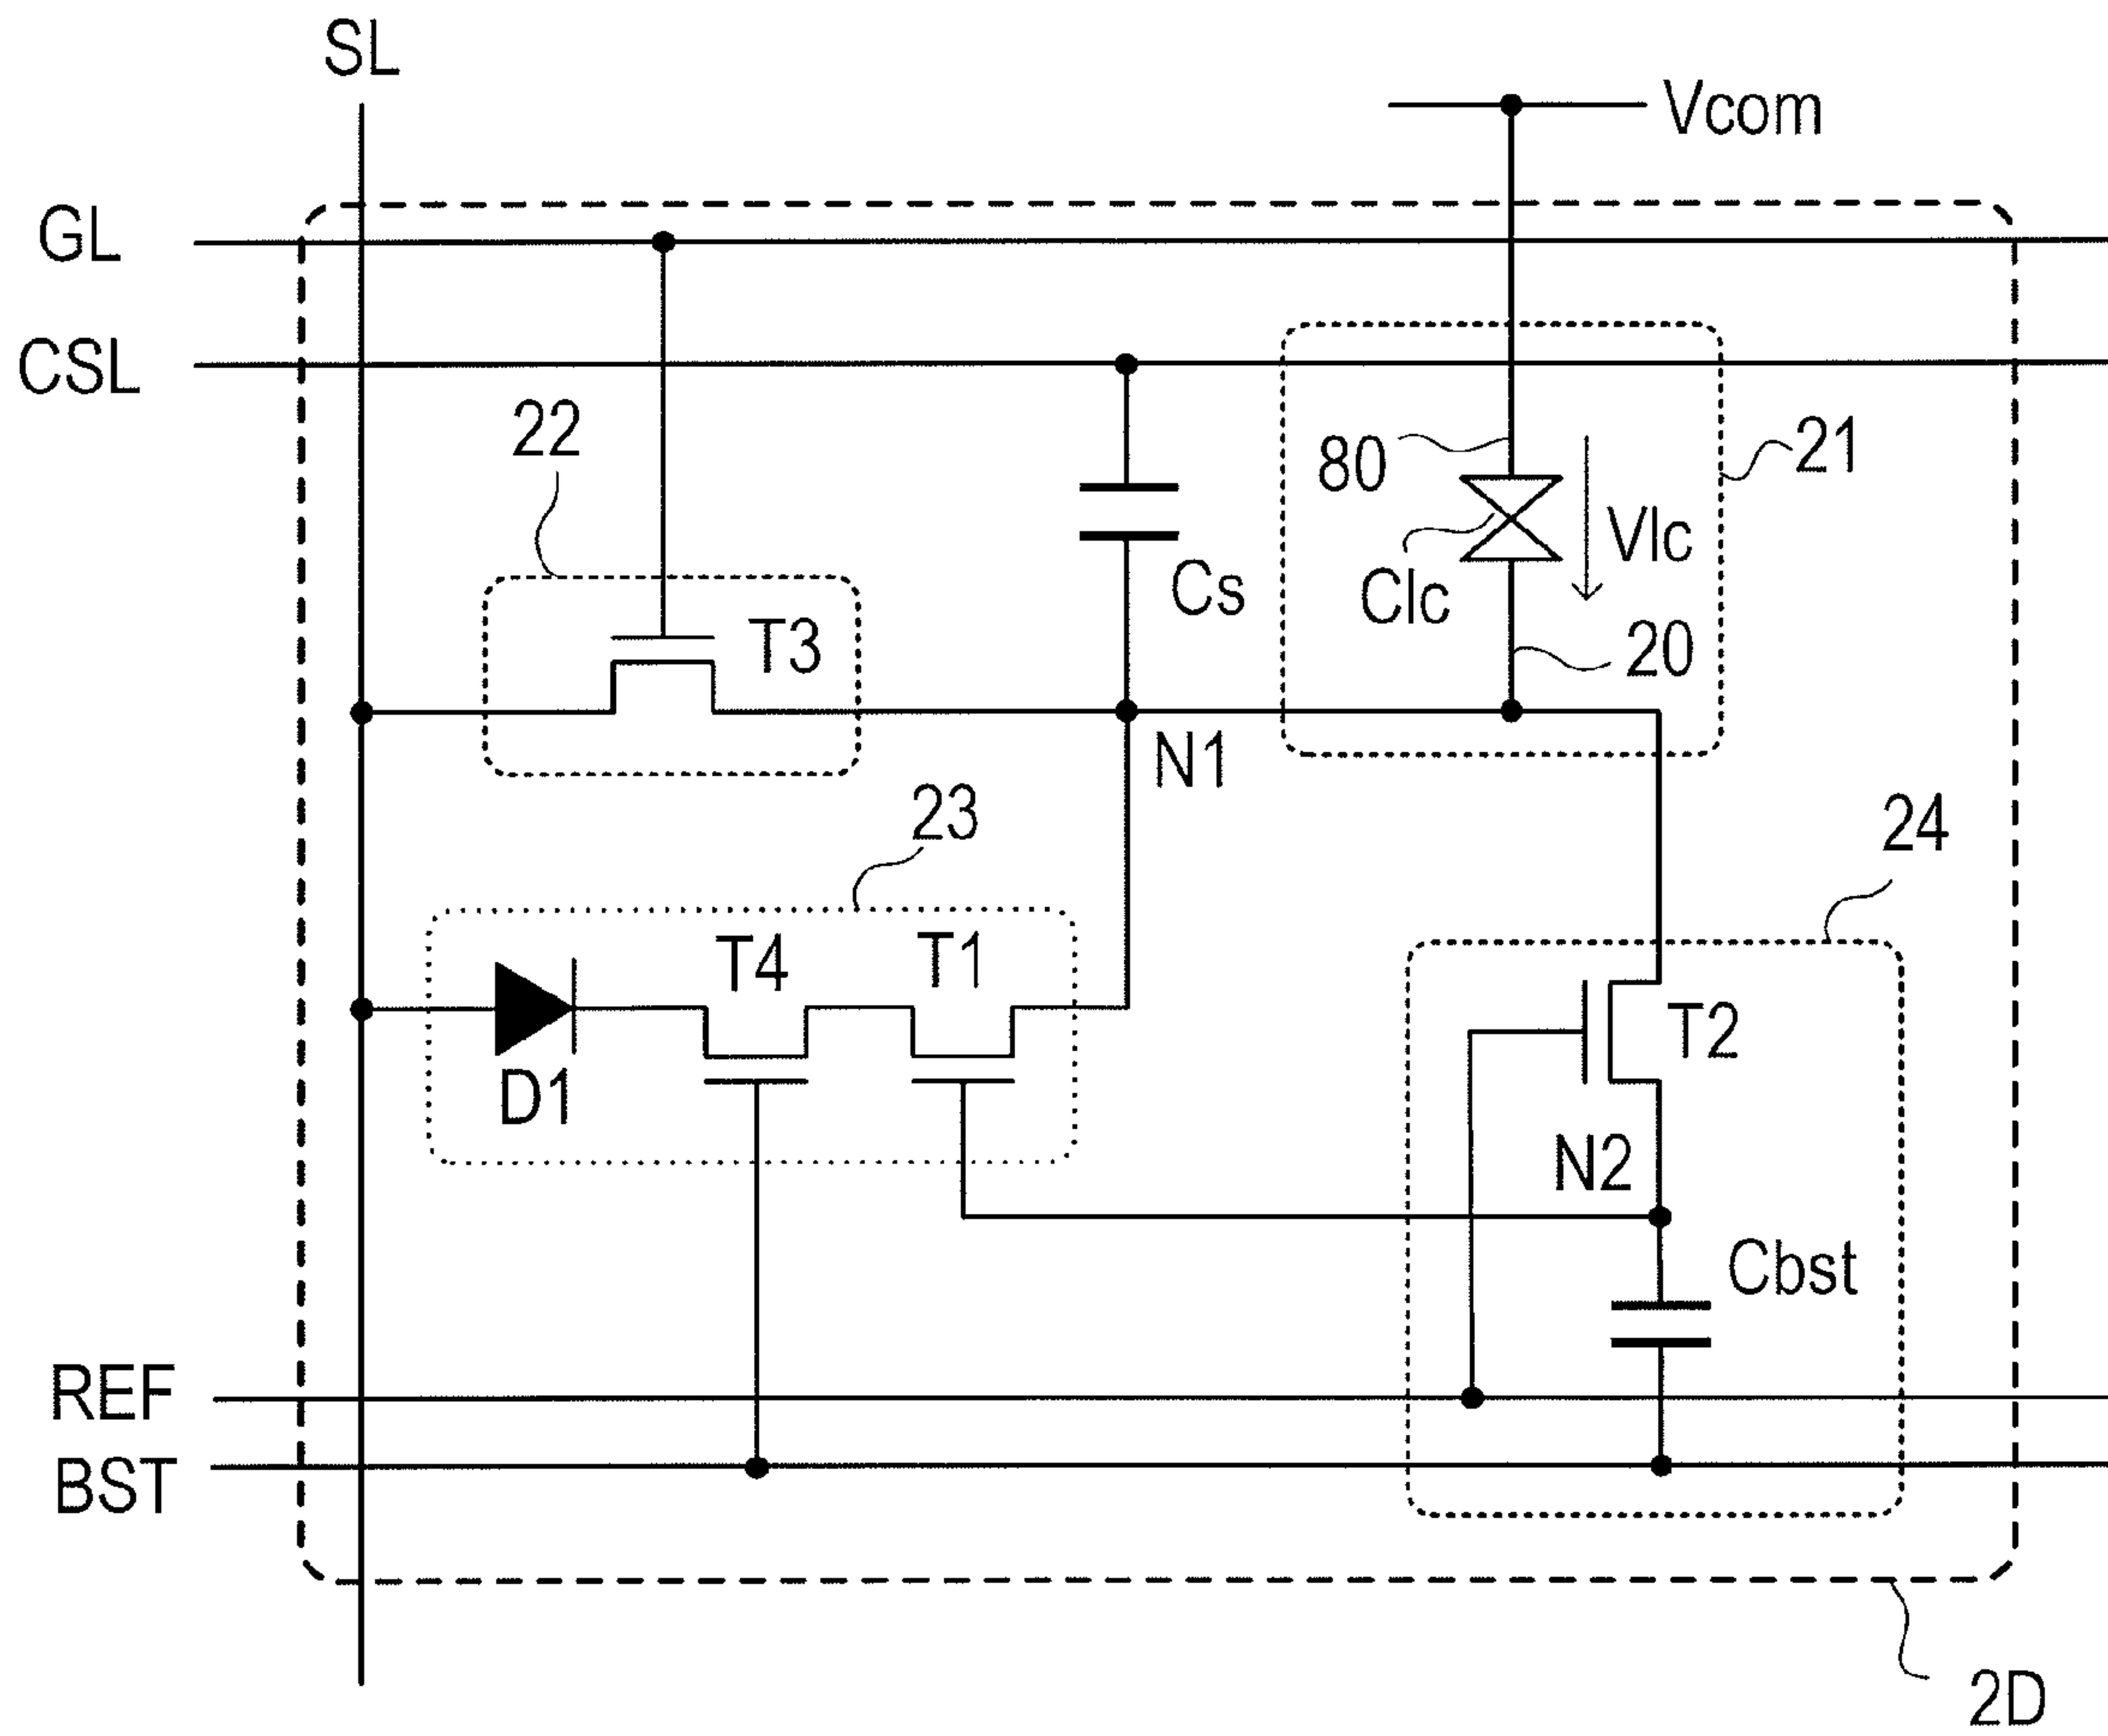 SL
Vcom
GL
CSL
22
80
21
Vlc
Clc
Cs
T3
20
N1
23
24
T4
T1
T2
D1
N2
Cbst
REF
BST
2D